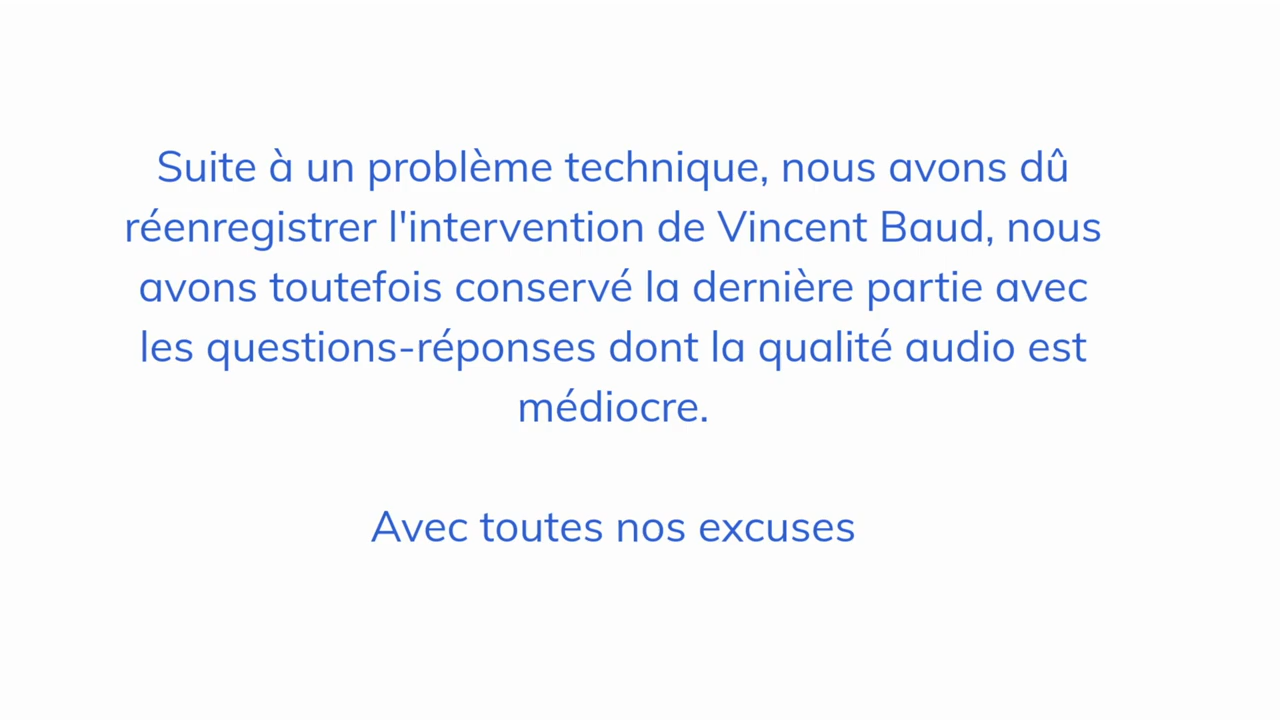 Suite à un problème technique, nous avons dû
réenregistrer l'intervention de Vincent Baud, nous
avons toutefois conservé la dernière partie avec
les questions-réponses dont la qualité audio est
médiocre.
Avec toutes nos excuses